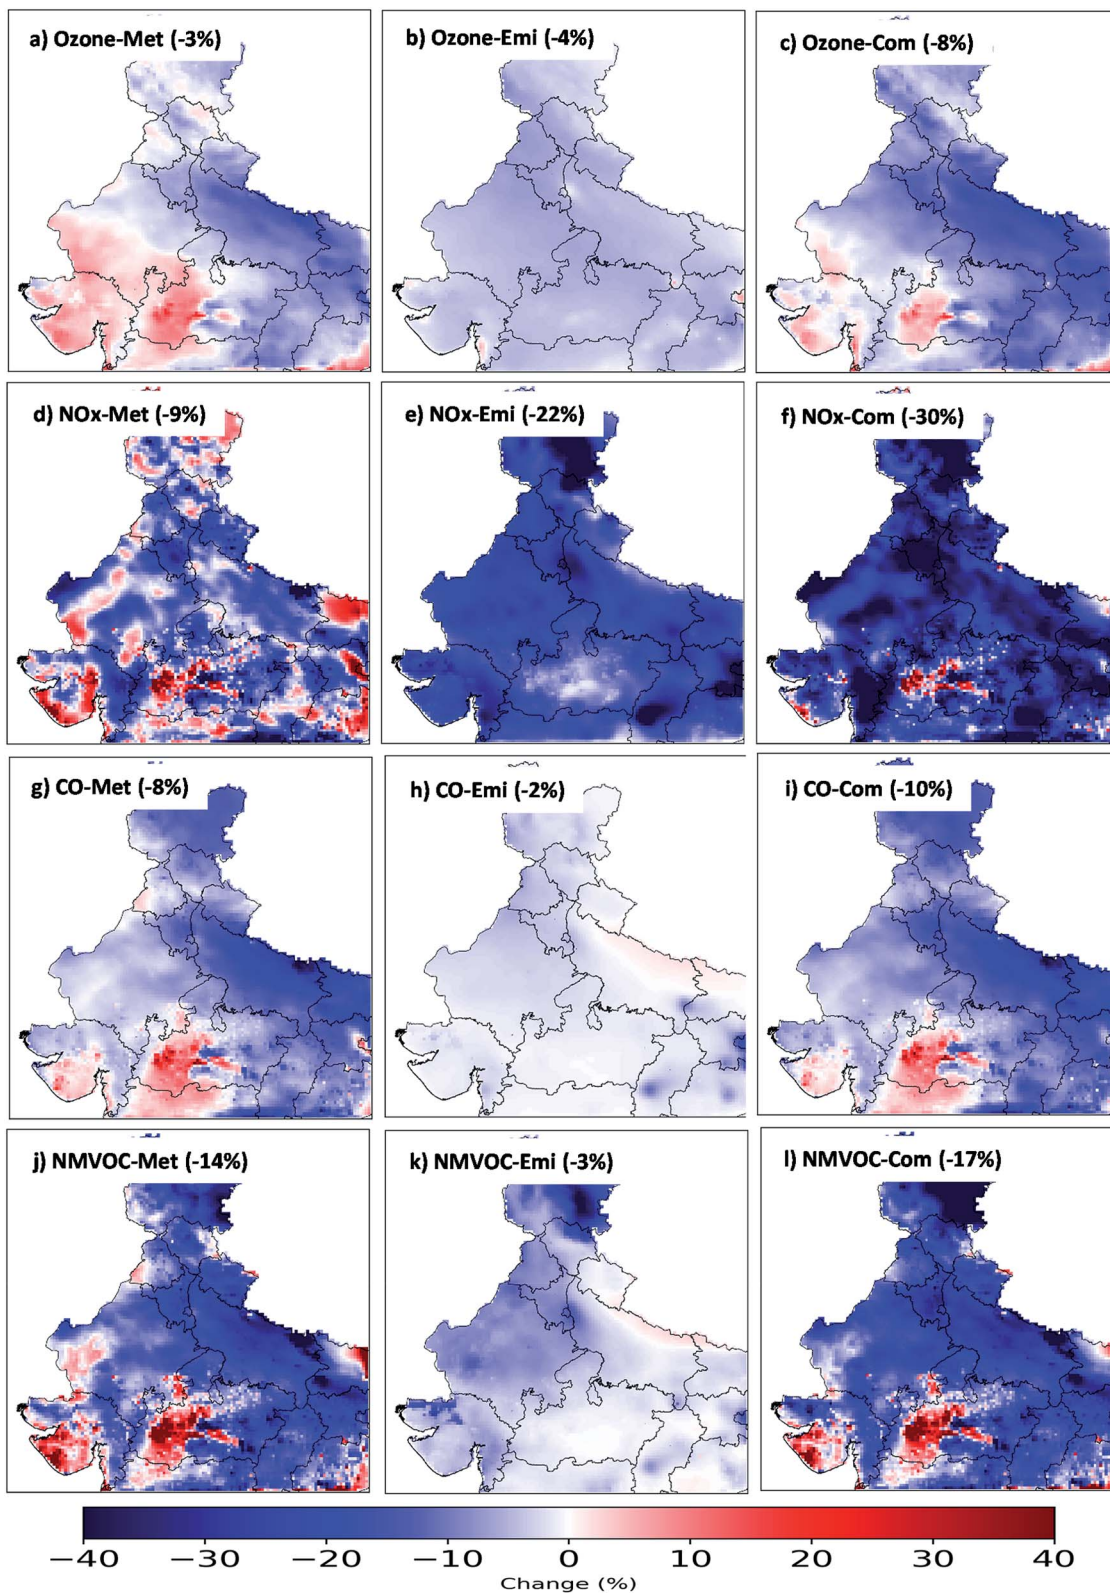 a) Ozone-Met (-3%)
b) Ozone-Emi (-4%)
c) Ozone-Com (-8%)
d) NOx-Met (-9%)
e) NOx-Emi (-22%)
f) NOx-Com (-30%)
g) CO-Met (-8%)
h) CO-Emi (-2%)
i) CO-Com (-10%)
j) NMVOC-Met (-14%)
k) NMVOC-Emi (-3%)
l) NMVOC-Com (-17%)
−40 −30 −20 −10 0 10 20 30 40
Change (%)